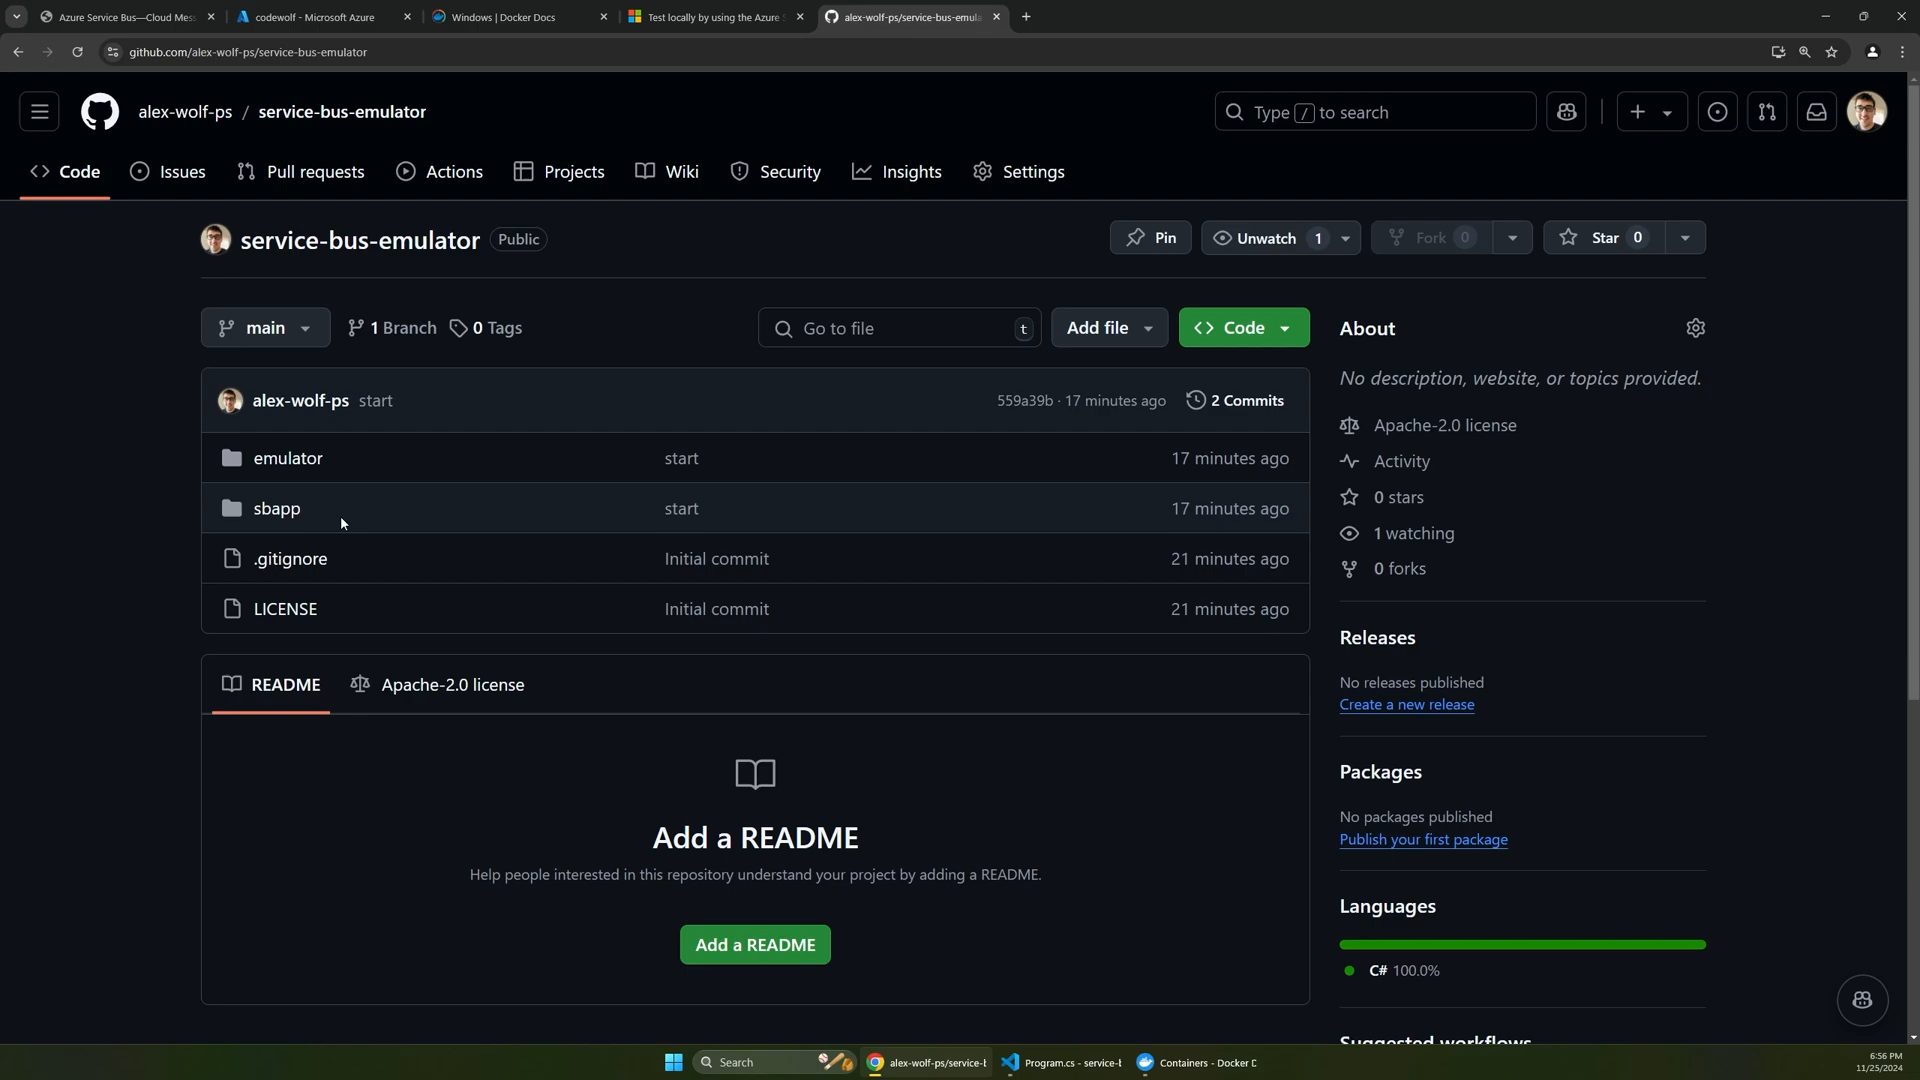 Azure Service Bus—Cloud Mes
codewolf - Microsoft Azure
Windows | Docker Docs
Test locally by using the Azure S
alex-wolf-ps/service-bus-emula
github.com/alex-wolf-ps/service-bus-emulator
alex-wolf-ps / service-bus-emulator
Type / to search
Code
Issues
Pull requests
Actions
Projects
Wiki
Security
Insights
Settings
service-bus-emulator Public
Pin
Unwatch 1
Fork 0
Star 0
main
1 Branch
0 Tags
Go to file t
Add file
Code
alex-wolf-ps start
559a39b · 17 minutes ago
2 Commits
emulator start 17 minutes ago
sbapp start 17 minutes ago
.gitignore Initial commit 21 minutes ago
LICENSE Initial commit 21 minutes ago
README
Apache-2.0 license
Add a README
Help people interested in this repository understand your project by adding a README.
Add a README
About
No description, website, or topics provided.
Apache-2.0 license
Activity
0 stars
1 watching
0 forks
Releases
No releases published
Create a new release
Packages
No packages published
Publish your first package
Languages
C# 100.0%
Suggested workflows
Search
alex-wolf-ps/service-b
Program.cs - service-b
Containers - Docker D
6:56 PM
11/25/2024